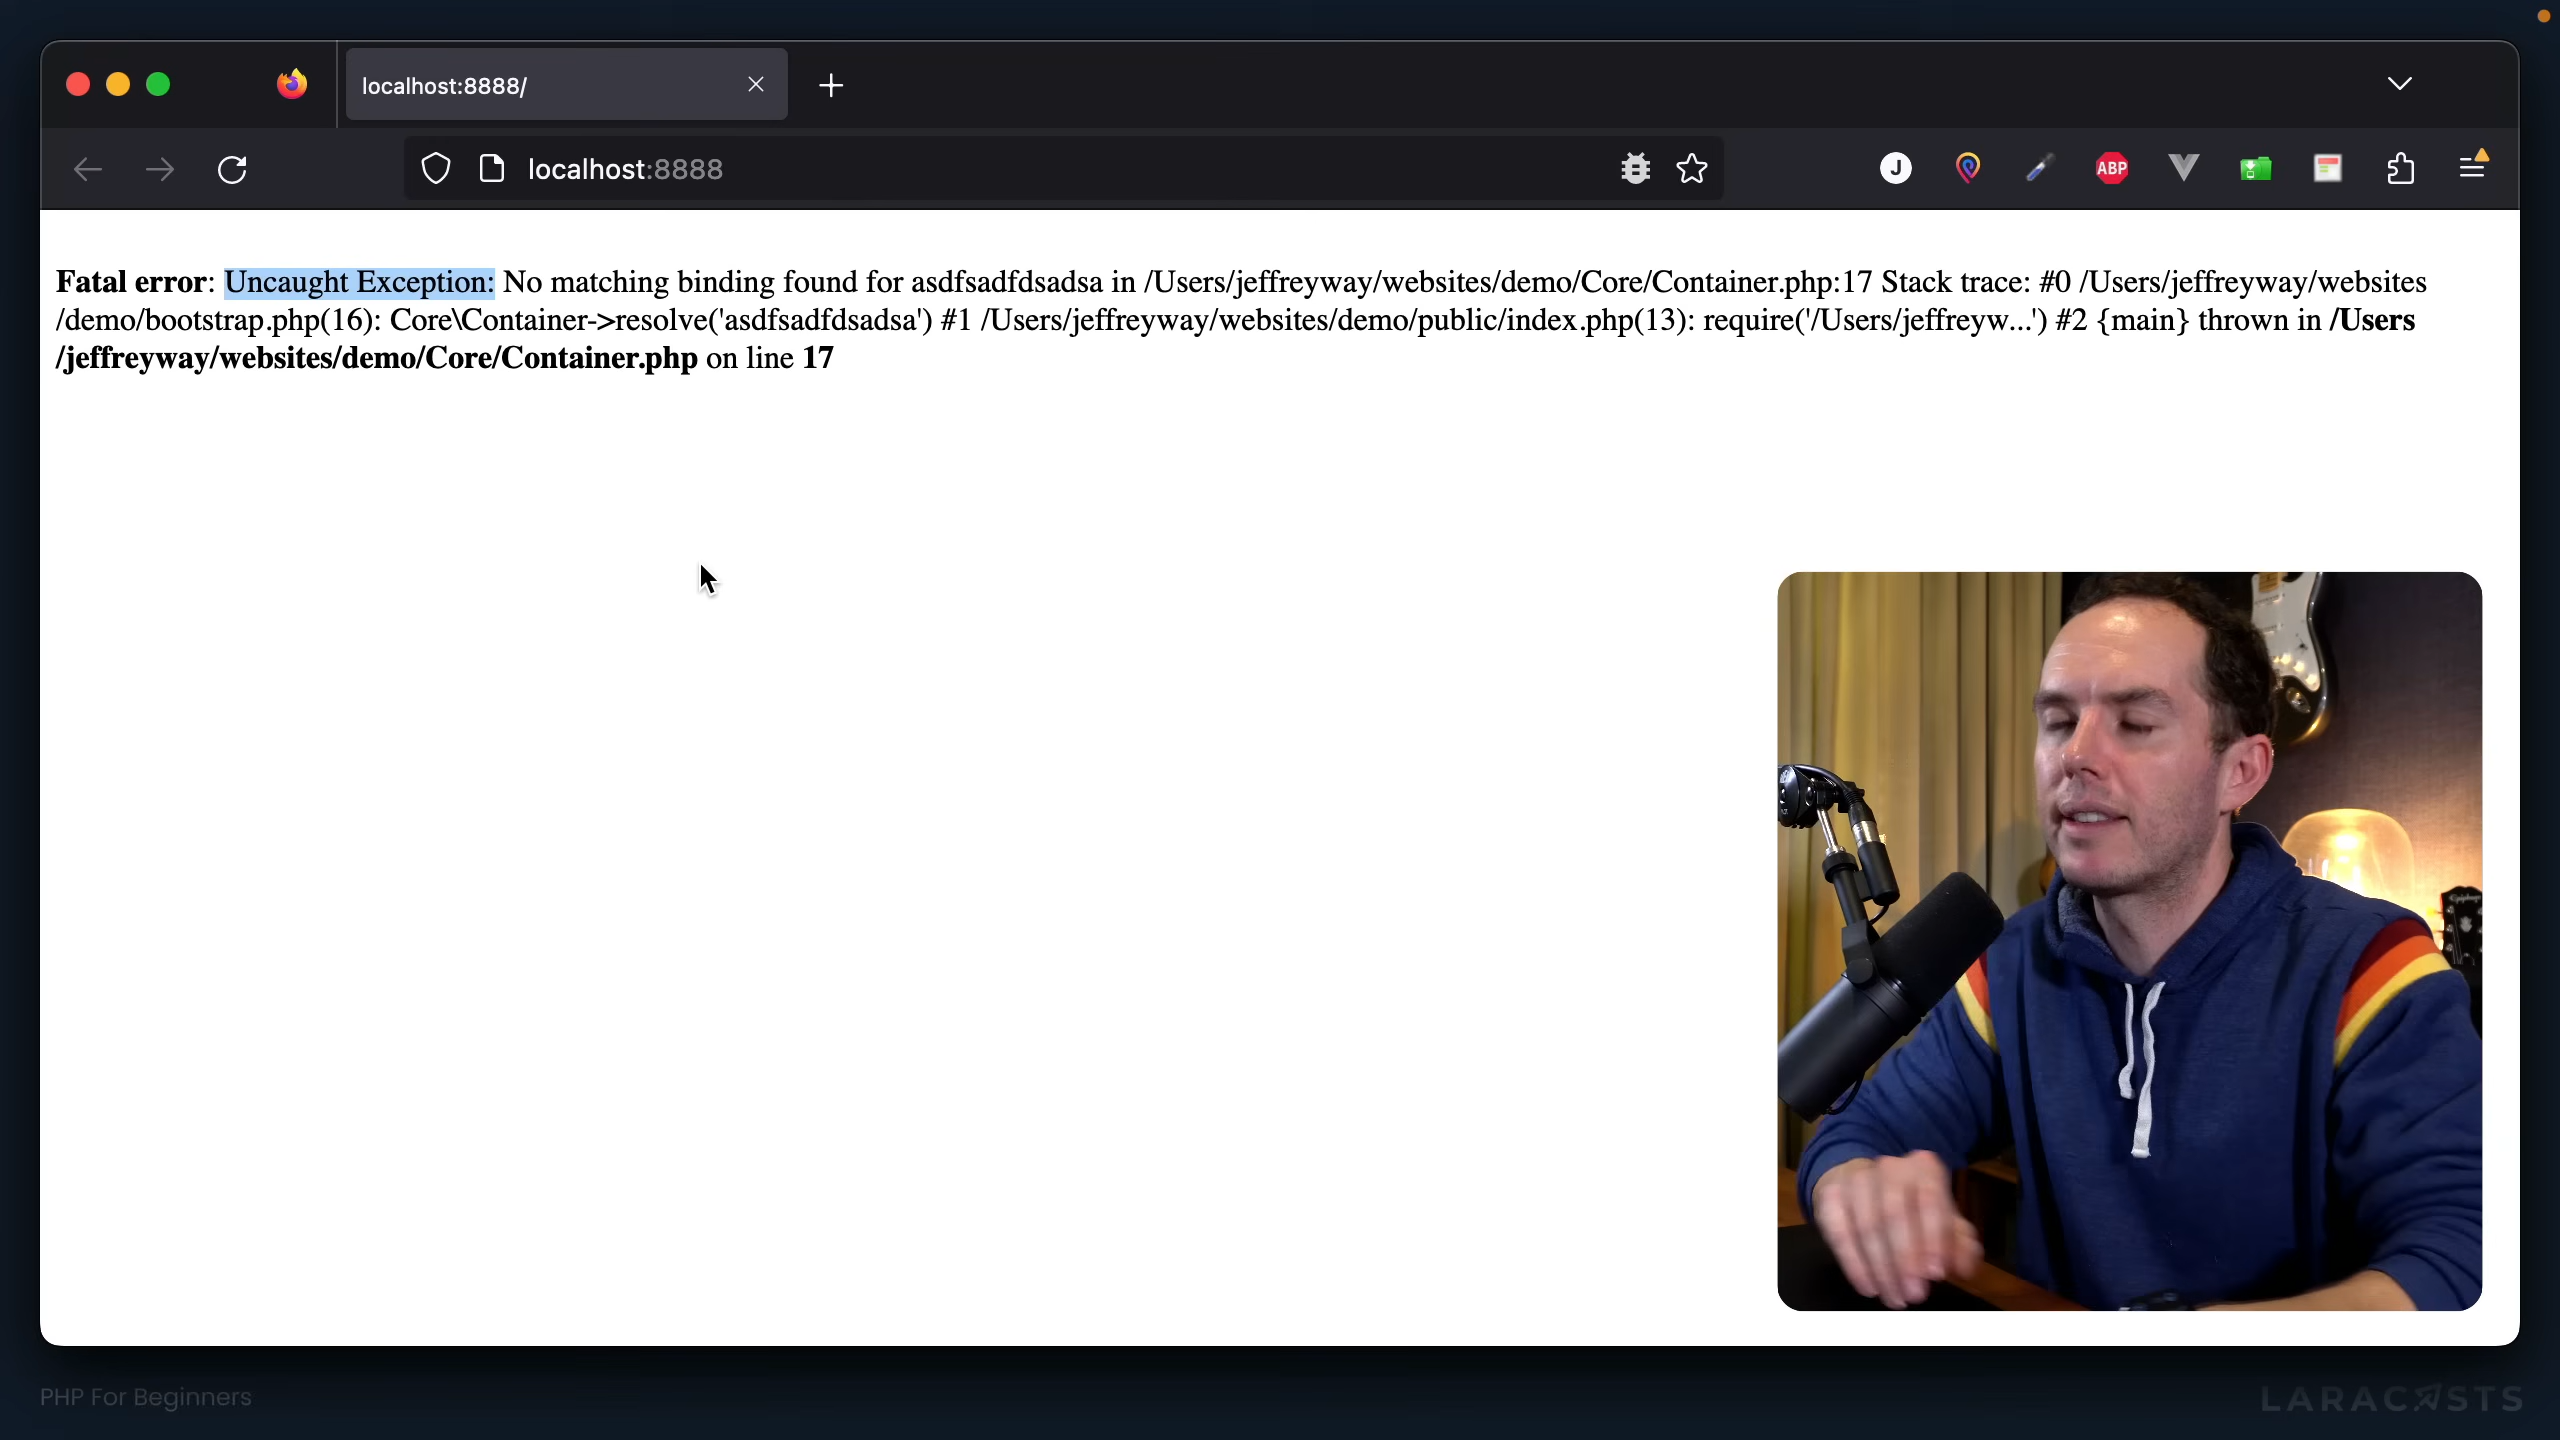 localhost:8888/
localhost:8888
J
ABP
Fatal error: Uncaught Exception: No matching binding found for asdfsadfdsadsa in /Users/jeffreyway/websites/demo/Core/Container.php:17 Stack trace: #0 /Users/jeffreyway/websites
/demo/bootstrap.php(16): Core\Container->resolve('asdfsadfdsadsa') #1 /Users/jeffreyway/websites/demo/public/index.php(13): require('/Users/jeffreyw...') #2 {main} thrown in /Users
/jeffreyway/websites/demo/Core/Container.php on line 17
PHP For Beginners
LARACASTS